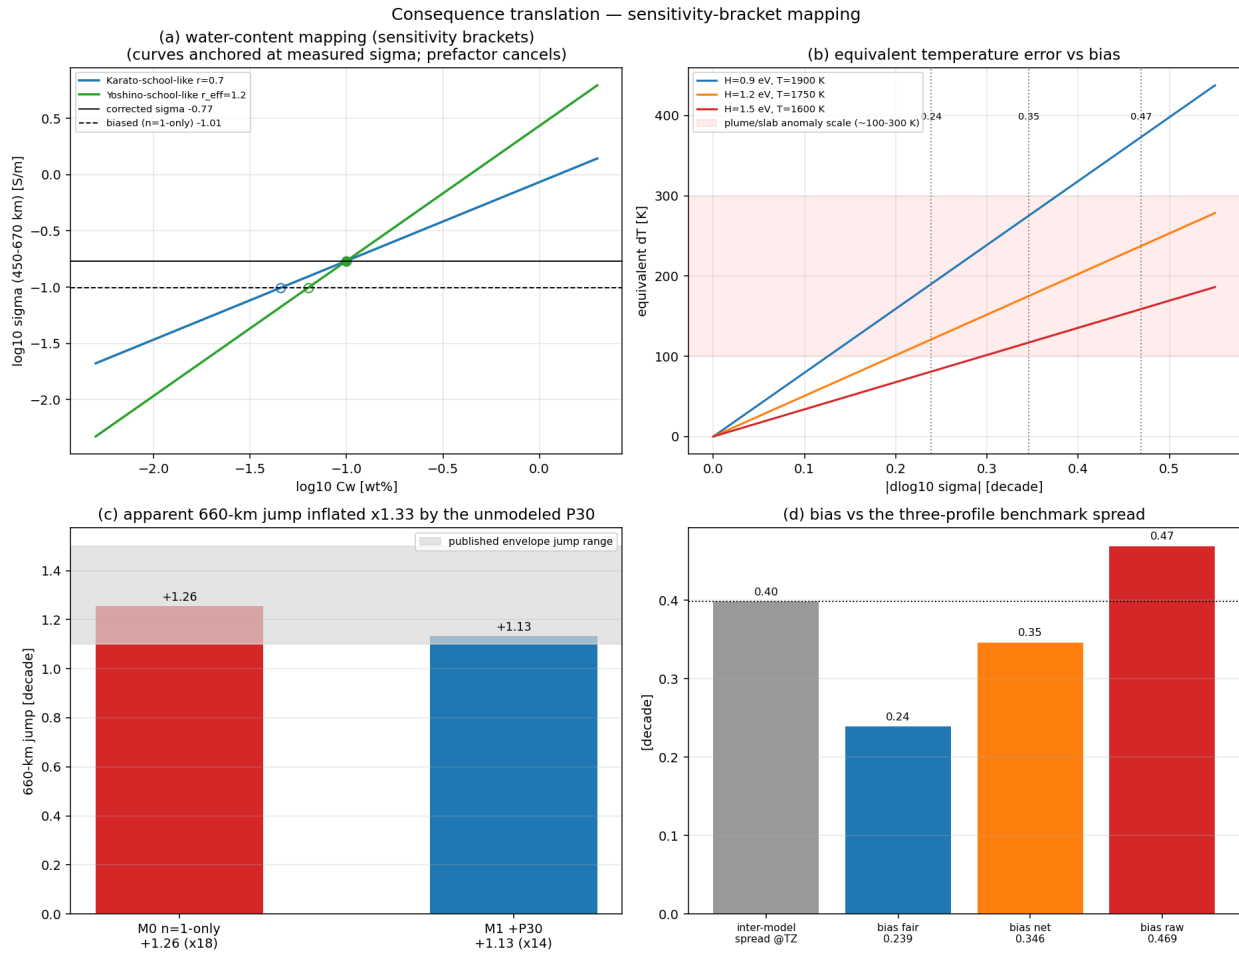 Consequence translation — sensitivity-bracket mapping
(a) water-content mapping (sensitivity brackets)
(curves anchored at measured sigma; prefactor cancels)
Karato-school-like r=0.7
Yoshino-school-like r_eff=1.2
corrected sigma -0.77
biased (n=1-only) -1.01
log10 sigma (450-670 km) [S/m]
0.5
0.0
−0.5
−1.0
−1.5
−2.0
−2.0
−1.5
−1.0
−0.5
0.0
log10 Cw [wt%]
(b) equivalent temperature error vs bias
H=0.9 eV, T=1900 K
H=1.2 eV, T=1750 K
H=1.5 eV, T=1600 K
plume/slab anomaly scale (~100-300 K)
0.24
0.35
0.47
equivalent dT [K]
400
300
200
100
0
0.0
0.1
0.2
0.3
0.4
0.5
|dlog10 sigma| [decade]
(c) apparent 660-km jump inflated x1.33 by the unmodeled P30
published envelope jump range
+1.26
+1.13
660-km jump [decade]
1.4
1.2
1.0
0.8
0.6
0.4
0.2
0.0
M0 n=1-only
+1.26 (x18)
M1 +P30
+1.13 (x14)
(d) bias vs the three-profile benchmark spread
0.40
0.24
0.35
0.47
[decade]
0.4
0.3
0.2
0.1
0.0
inter-model
spread @TZ
bias fair
0.239
bias net
0.346
bias raw
0.469